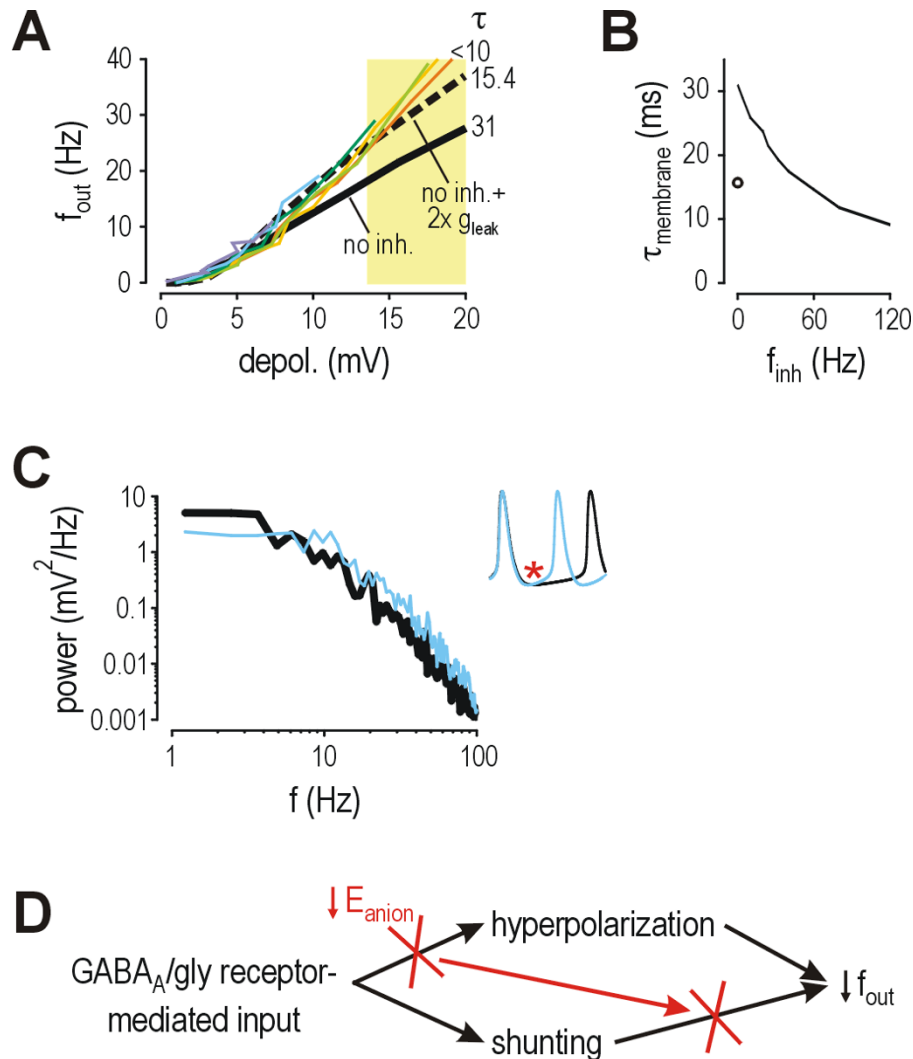 A
τ
<10
15.4
31
40
30
20
10
0
f_out (Hz)
no inh.
no inh.+
2x g_leak
0 5 10 15 20
depol. (mV)
B
30
20
10
0
τ_membrane (ms)
0 60 120
f_inh (Hz)
C
10
1
0.1
0.01
0.001
power (mV²/Hz)
*
1 10 100
f (Hz)
D
↓ E_anion
hyperpolarization
GABA_A/gly receptor-
mediated input
↓ f_out
shunting